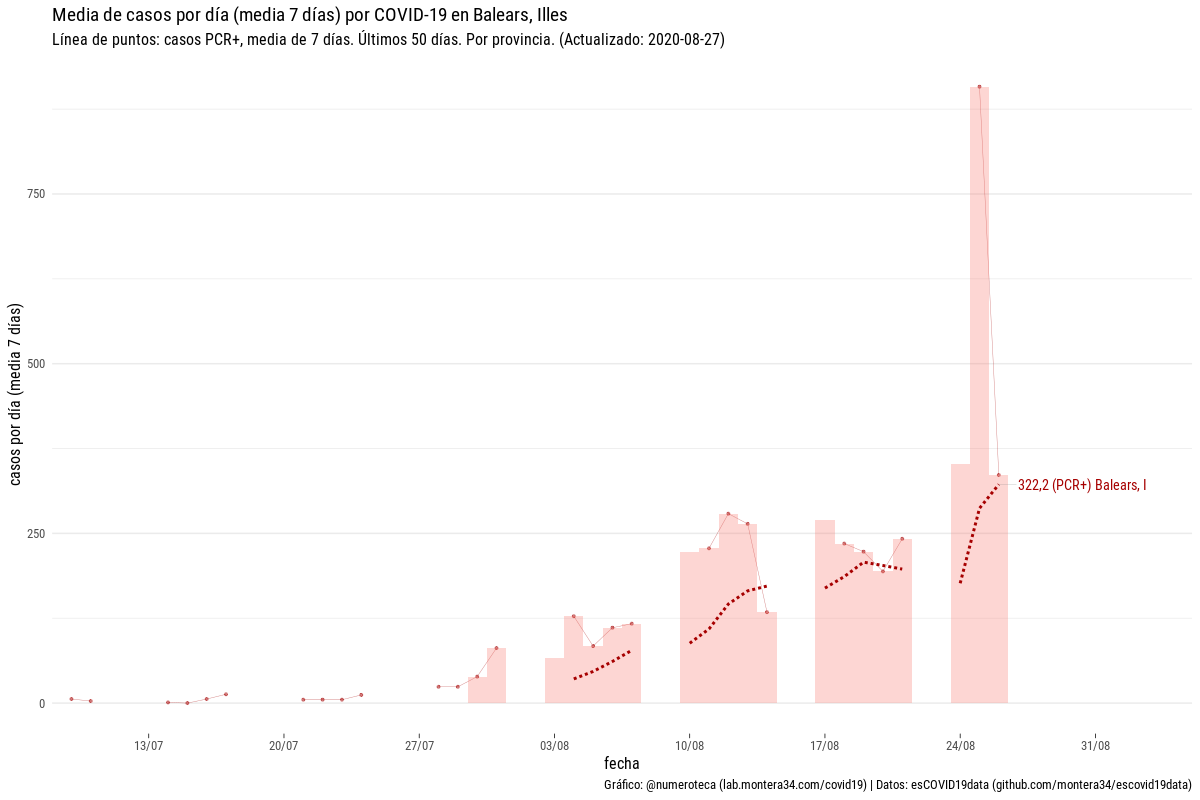 Media de casos por día (media 7 días) por COVID-19 en Balears, Illes
Línea de puntos: casos PCR+, media de 7 días. Últimos 50 días. Por provincia. (Actualizado: 2020-08-27)
casos por día (media 7 días)
750
500
250
0
322,2 (PCR+) Balears, I
13/07
20/07
27/07
03/08
10/08
17/08
24/08
31/08
fecha
Gráfico: @numeroteca (lab.montera34.com/covid19) | Datos: esCOVID19data (github.com/montera34/escovid19data)